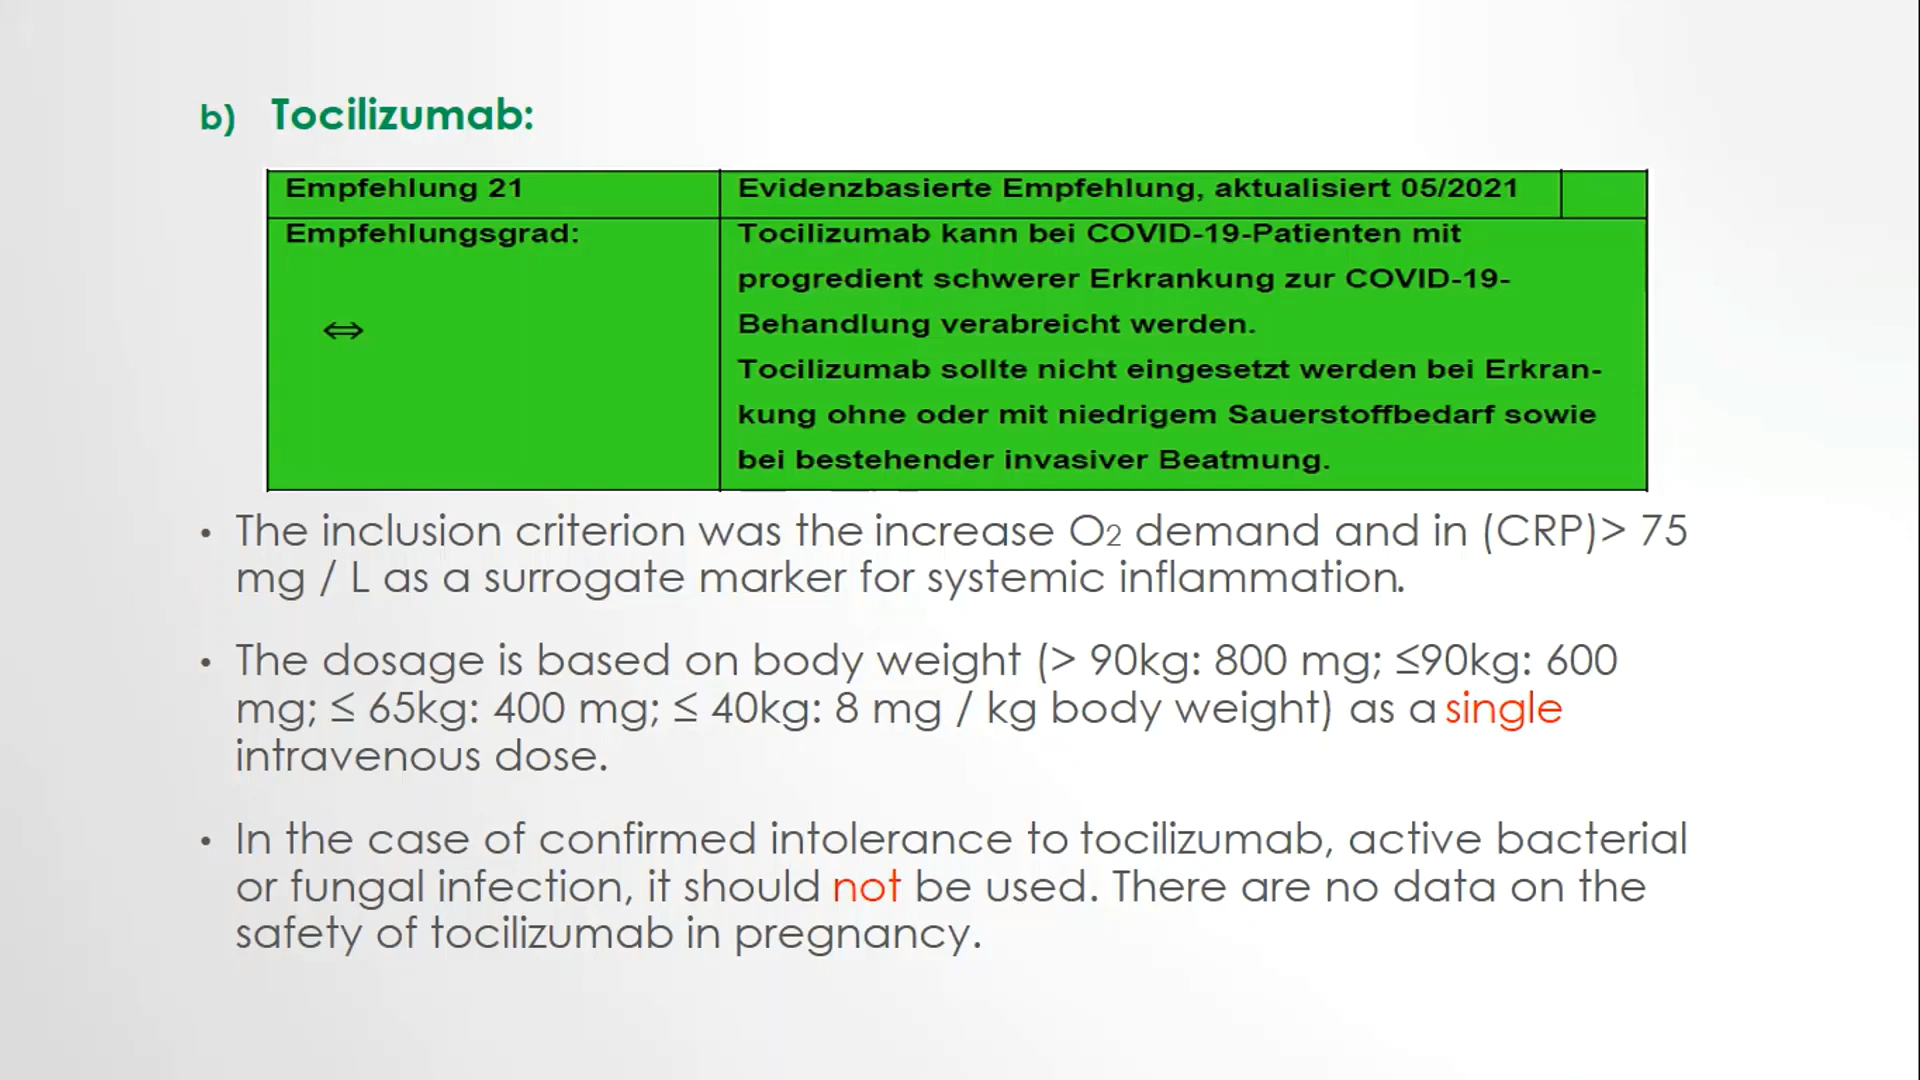 b) Tocilizumab:
Empfehlung 21 Evidenzbasierte Empfehlung, aktualisiert 05/2021
Empfehlungsgrad: Tocilizumab kann bei COVID-19-Patienten mit
progredient schwerer Erkrankung zur COVID-19-
⇔ Behandlung verabreicht werden.
Tocilizumab sollte nicht eingesetzt werden bei Erkran-
kung ohne oder mit niedrigem Sauerstoffbedarf sowie
bei bestehender invasiver Beatmung.
• The inclusion criterion was the increase O2 demand and in (CRP)> 75
mg / L as a surrogate marker for systemic inflammation.
• The dosage is based on body weight (> 90kg: 800 mg; ≤90kg: 600
mg; ≤ 65kg: 400 mg; ≤ 40kg: 8 mg / kg body weight) as a single
intravenous dose.
• In the case of confirmed intolerance to tocilizumab, active bacterial
or fungal infection, it should not be used. There are no data on the
safety of tocilizumab in pregnancy.